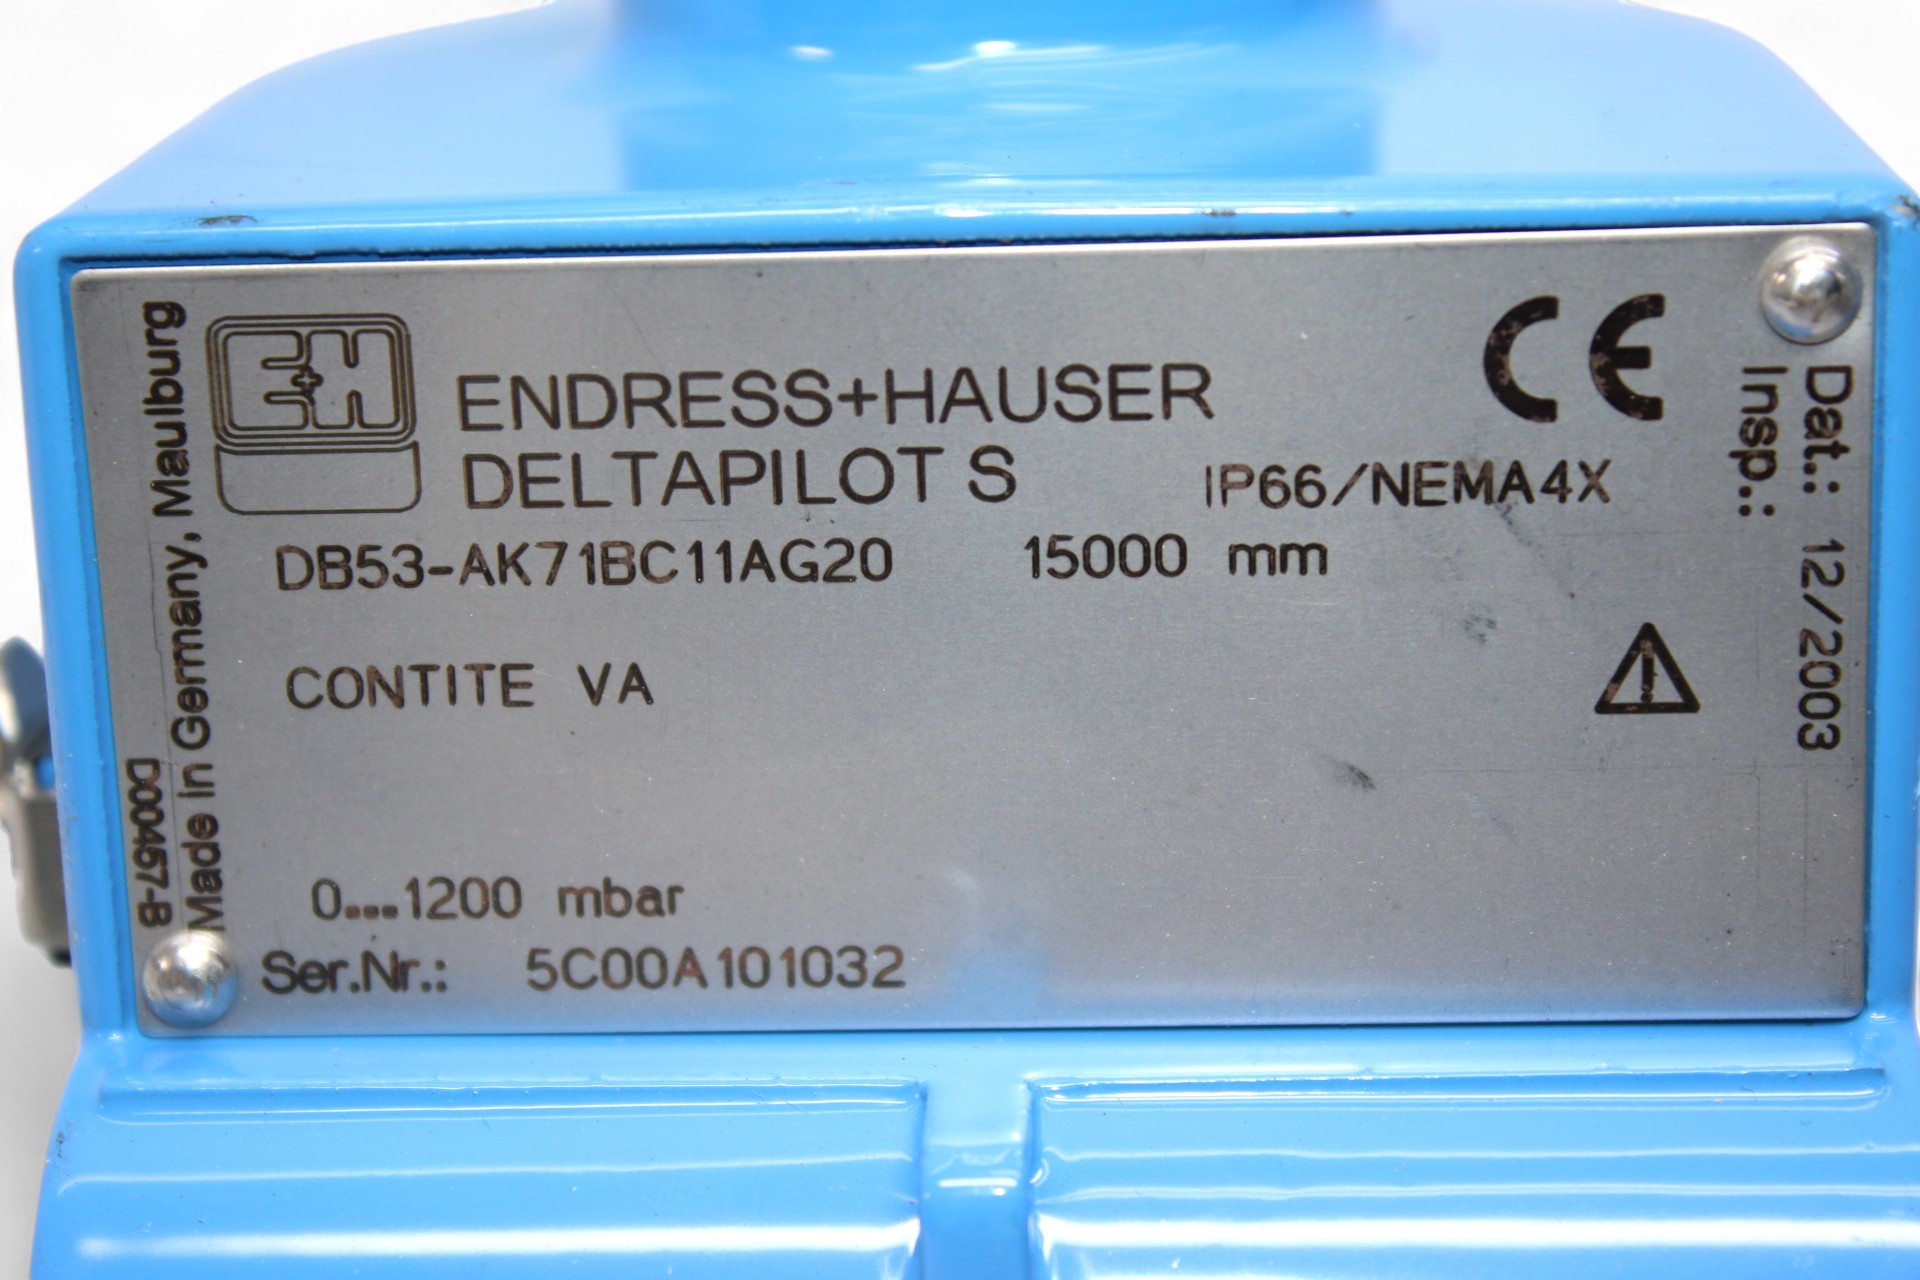 E+H
ENDRESS+HAUSER
DELTAPILOT S IP66/NEMA4X
DB53-AK71BC11AG20 15000 mm
CONTITE VA
0...1200 mbar
Ser.Nr.: 5C00A101032
Made in Germany, Maulburg
D00457-B
CE
Dat.: 12/2003
Insp.: